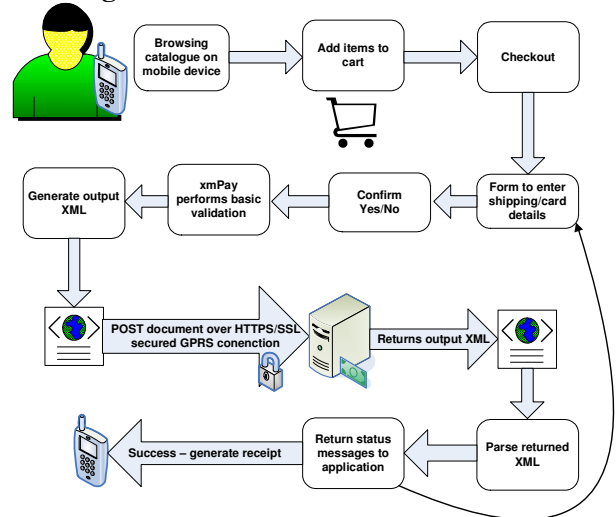 Browsing
catalogue on
mobile device
Add items to
cart
Checkout
Generate output
XML
xmPay
performs basic
validation
Confirm
Yes/No
Form to enter
shipping/card
details
POST document over HTTPS/SSL
secured GPRS conenction
Returns output XML
Success – generate receipt
Return status
messages to
application
Parse returned
XML